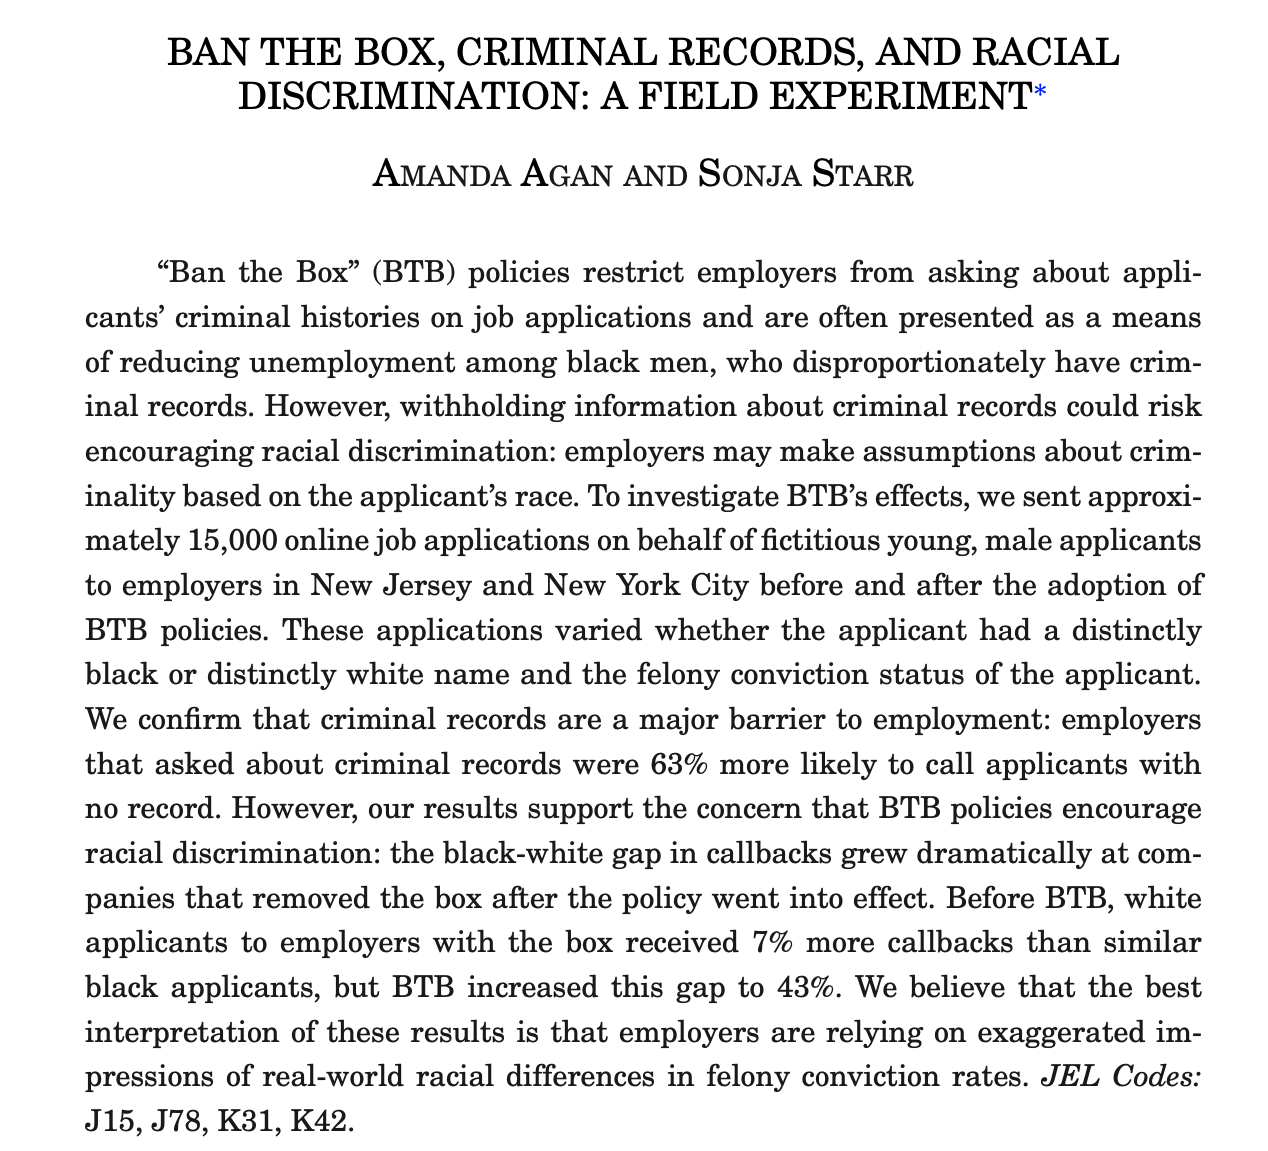 BAN THE BOX, CRIMINAL RECORDS, AND RACIAL
DISCRIMINATION: A FIELD EXPERIMENT*
AMANDA AGAN AND SONJA STARR
“Ban the Box” (BTB) policies restrict employers from asking about appli-
cants’ criminal histories on job applications and are often presented as a means
of reducing unemployment among black men, who disproportionately have crim-
inal records. However, withholding information about criminal records could risk
encouraging racial discrimination: employers may make assumptions about crim-
inality based on the applicant’s race. To investigate BTB’s effects, we sent approxi-
mately 15,000 online job applications on behalf of fictitious young, male applicants
to employers in New Jersey and New York City before and after the adoption of
BTB policies. These applications varied whether the applicant had a distinctly
black or distinctly white name and the felony conviction status of the applicant.
We confirm that criminal records are a major barrier to employment: employers
that asked about criminal records were 63% more likely to call applicants with
no record. However, our results support the concern that BTB policies encourage
racial discrimination: the black-white gap in callbacks grew dramatically at com-
panies that removed the box after the policy went into effect. Before BTB, white
applicants to employers with the box received 7% more callbacks than similar
black applicants, but BTB increased this gap to 43%. We believe that the best
interpretation of these results is that employers are relying on exaggerated im-
pressions of real-world racial differences in felony conviction rates. JEL Codes:
J15, J78, K31, K42.